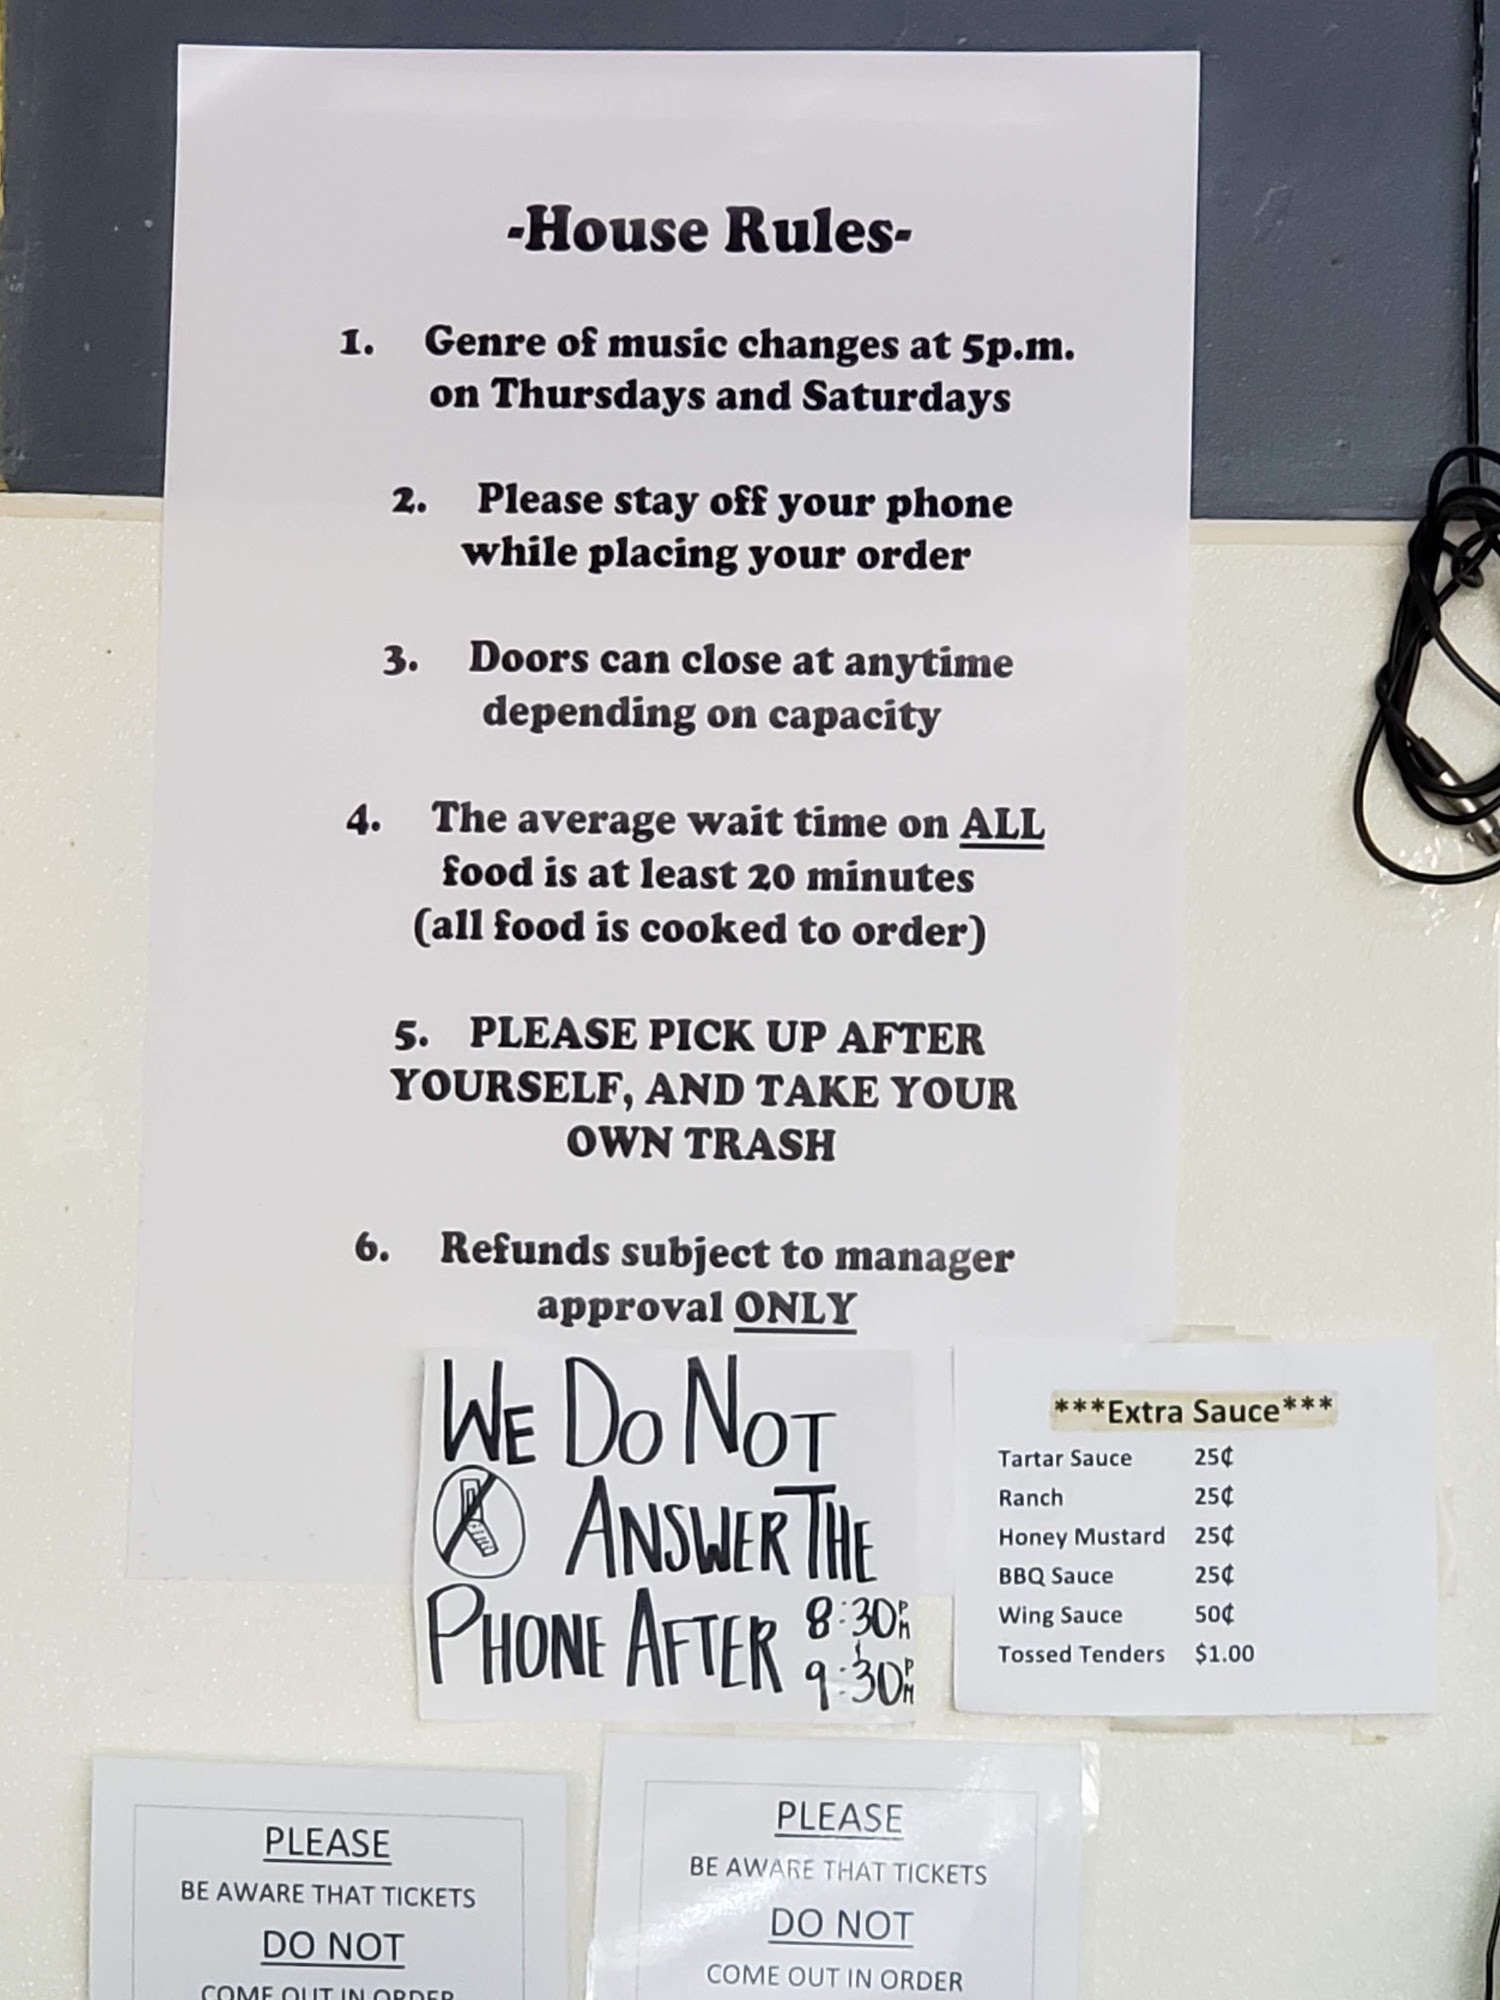 -House Rules-
1. Genre of music changes at 5p.m.
on Thursdays and Saturdays
2. Please stay off your phone
while placing your order
3. Doors can close at anytime
depending on capacity
4. The average wait time on ALL
food is at least 20 minutes
(all food is cooked to order)
5. PLEASE PICK UP AFTER
YOURSELF, AND TAKE YOUR
OWN TRASH
6. Refunds subject to manager
approval ONLY
WE DO NOT
ANSWER THE
PHONE AFTER 8:30PM
& 9:30PM
***Extra Sauce***
Tartar Sauce 25¢
Ranch 25¢
Honey Mustard 25¢
BBQ Sauce 25¢
Wing Sauce 50¢
Tossed Tenders $1.00
PLEASE
BE AWARE THAT TICKETS
DO NOT
COME OUT IN ORDER
PLEASE
BE AWARE THAT TICKETS
DO NOT
COME OUT IN ORDER